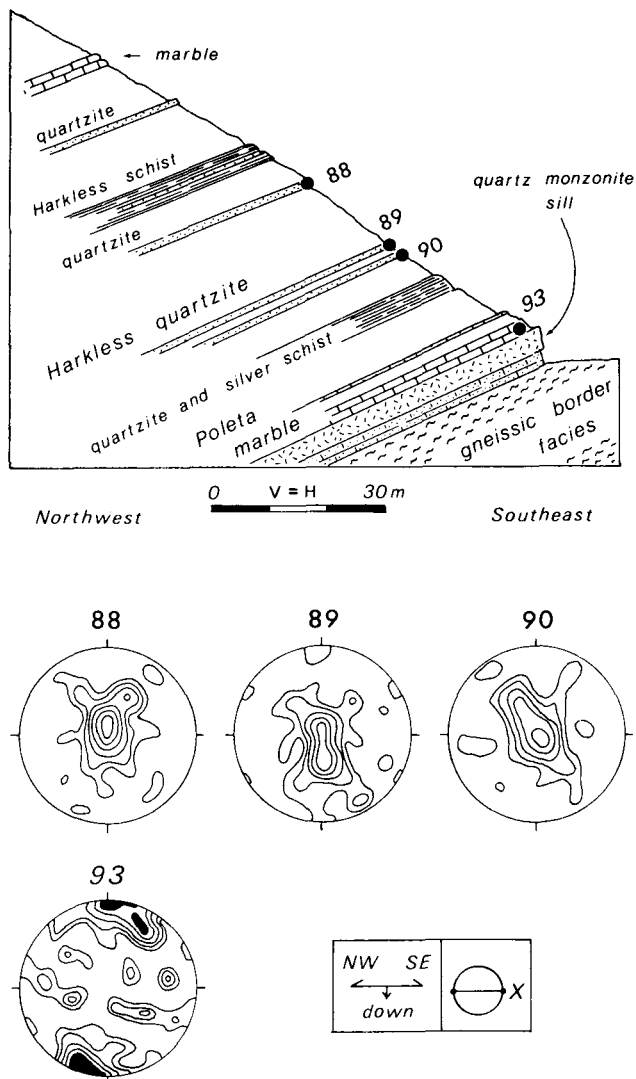 marble
quartzite
Harkless schist
88
quartz monzonite
sill
quartzite
89
90
Harkless quartzite
93
quartzite and silver schist
Poleta
marble
gneissic border
facies
0 V = H 30m
Northwest Southeast
88 89 90
93
NW SE
down
X